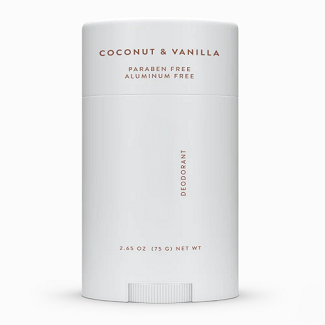 COCONUT & VANILLA
PARABEN FREE
ALUMINUM FREE
DEODORANT
2.65 OZ (75 G) NET WT